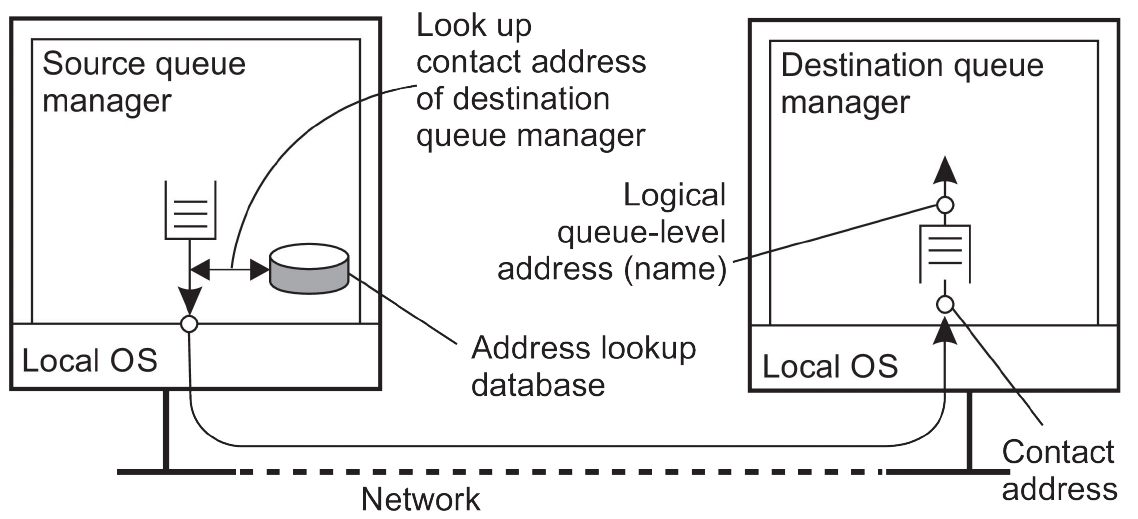 Source queue
manager
Look up
contact address
of destination
queue manager
Destination queue
manager
Logical
queue-level
address (name)
Address lookup
database
Local OS
Local OS
Contact
address
Network